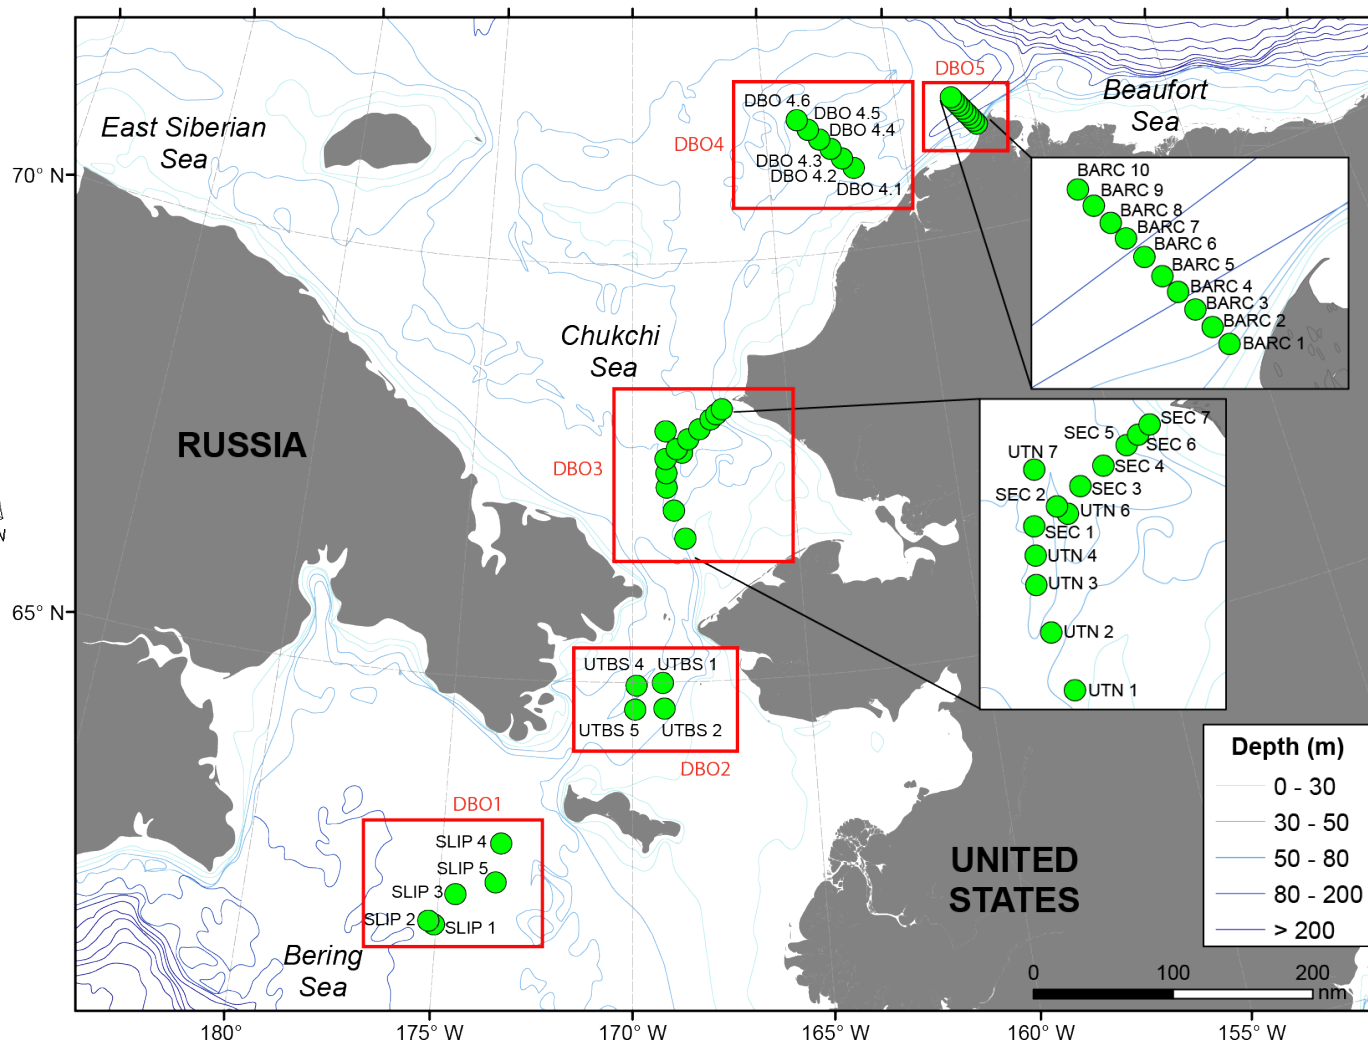 DBO5
East Siberian
Sea
Beaufort
Sea
DBO4
DBO 4.6
DBO 4.5
DBO 4.4
DBO 4.3
DBO 4.2
DBO 4.1
70° N
BARC 10
BARC 9
BARC 8
BARC 7
BARC 6
BARC 5
BARC 4
BARC 3
BARC 2
BARC 1
Chukchi
Sea
RUSSIA
DBO3
SEC 7
SEC 5
SEC 6
UTN 7
SEC 4
SEC 3
SEC 2
UTN 6
SEC 1
UTN 4
UTN 3
UTN 2
UTN 1
65° N
UTBS 4
UTBS 1
UTBS 5
UTBS 2
DBO2
DBO1
SLIP 4
SLIP 5
SLIP 3
SLIP 2
SLIP 1
Bering
Sea
UNITED
STATES
Depth (m)
0 - 30
30 - 50
50 - 80
80 - 200
> 200
0 100 200
nm
180° 175° W 170° W 165° W 160° W 155° W